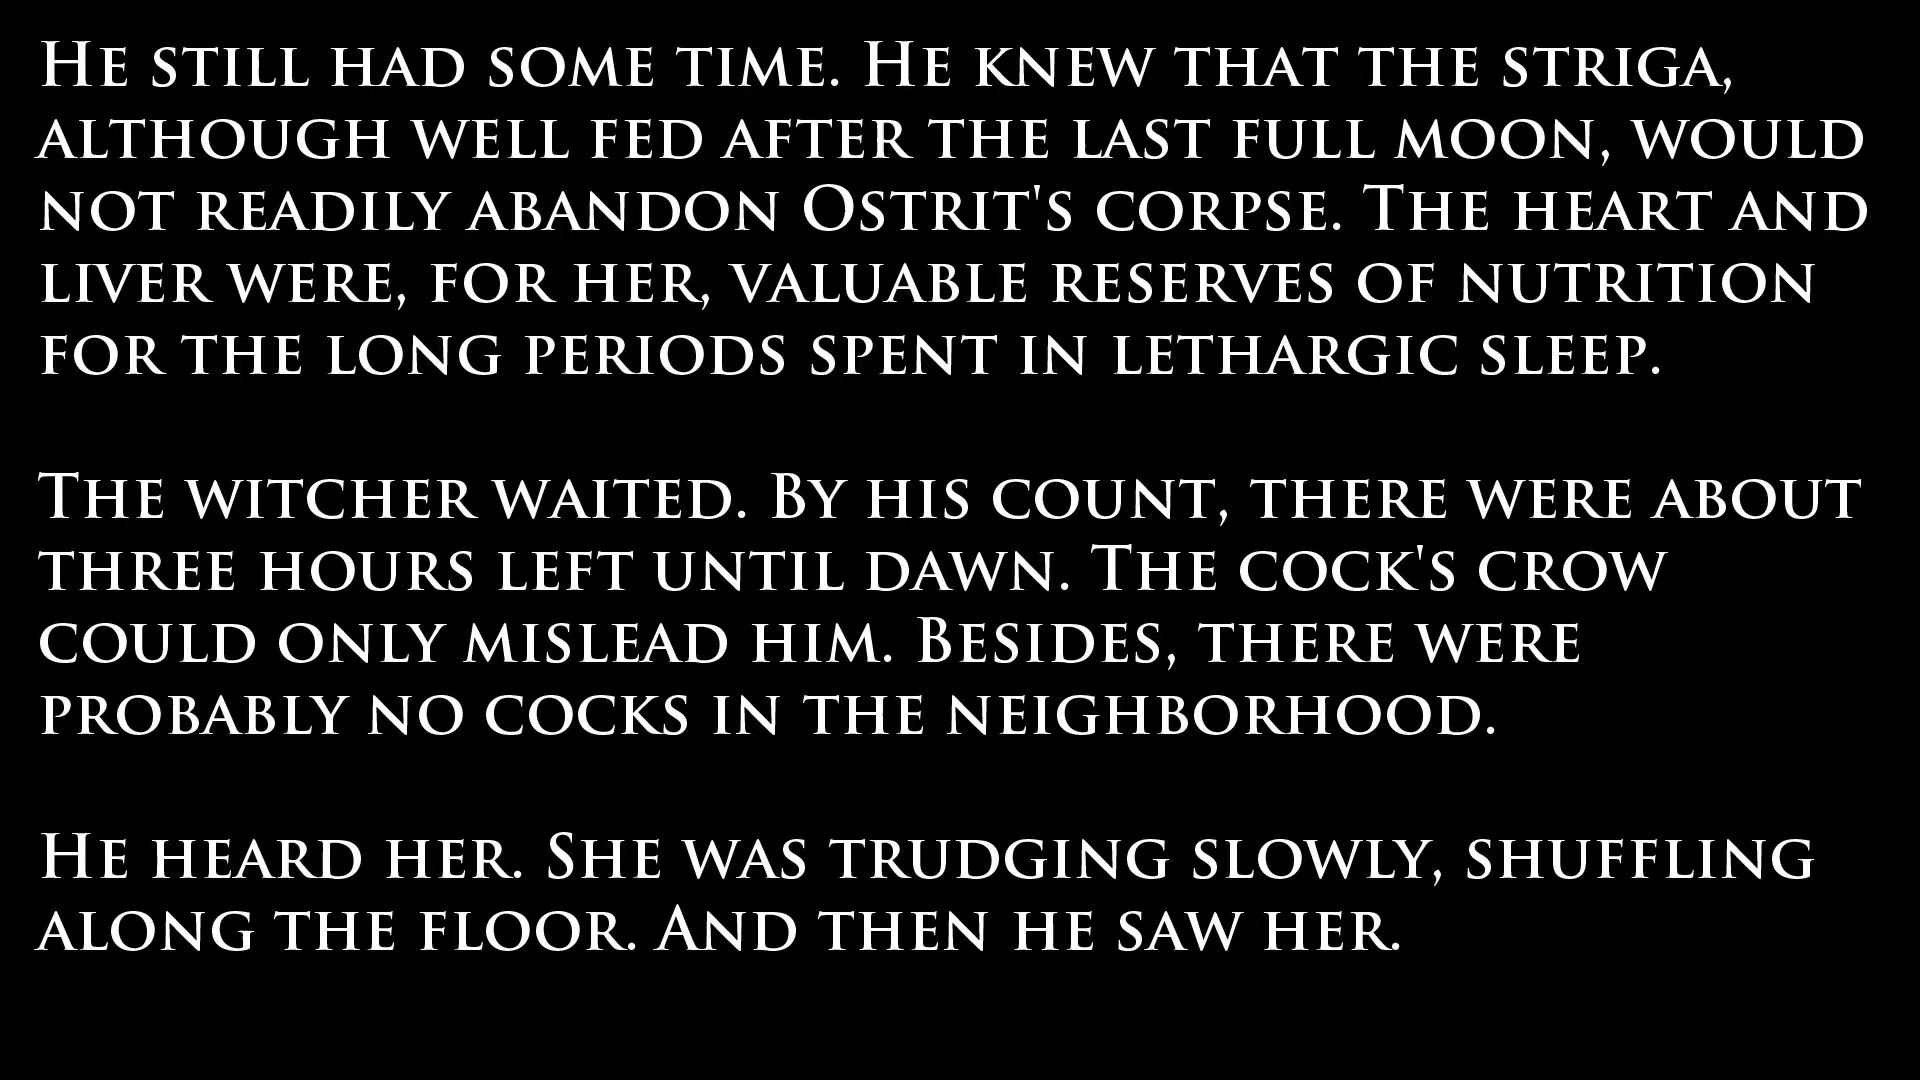 He still had some time. He knew that the striga,
although well fed after the last full moon, would
not readily abandon Ostrit's corpse. The heart and
liver were, for her, valuable reserves of nutrition
for the long periods spent in lethargic sleep.
The witcher waited. By his count, there were about
three hours left until dawn. The cock's crow
could only mislead him. Besides, there were
probably no cocks in the neighborhood.
He heard her. She was trudging slowly, shuffling
along the floor. And then he saw her.